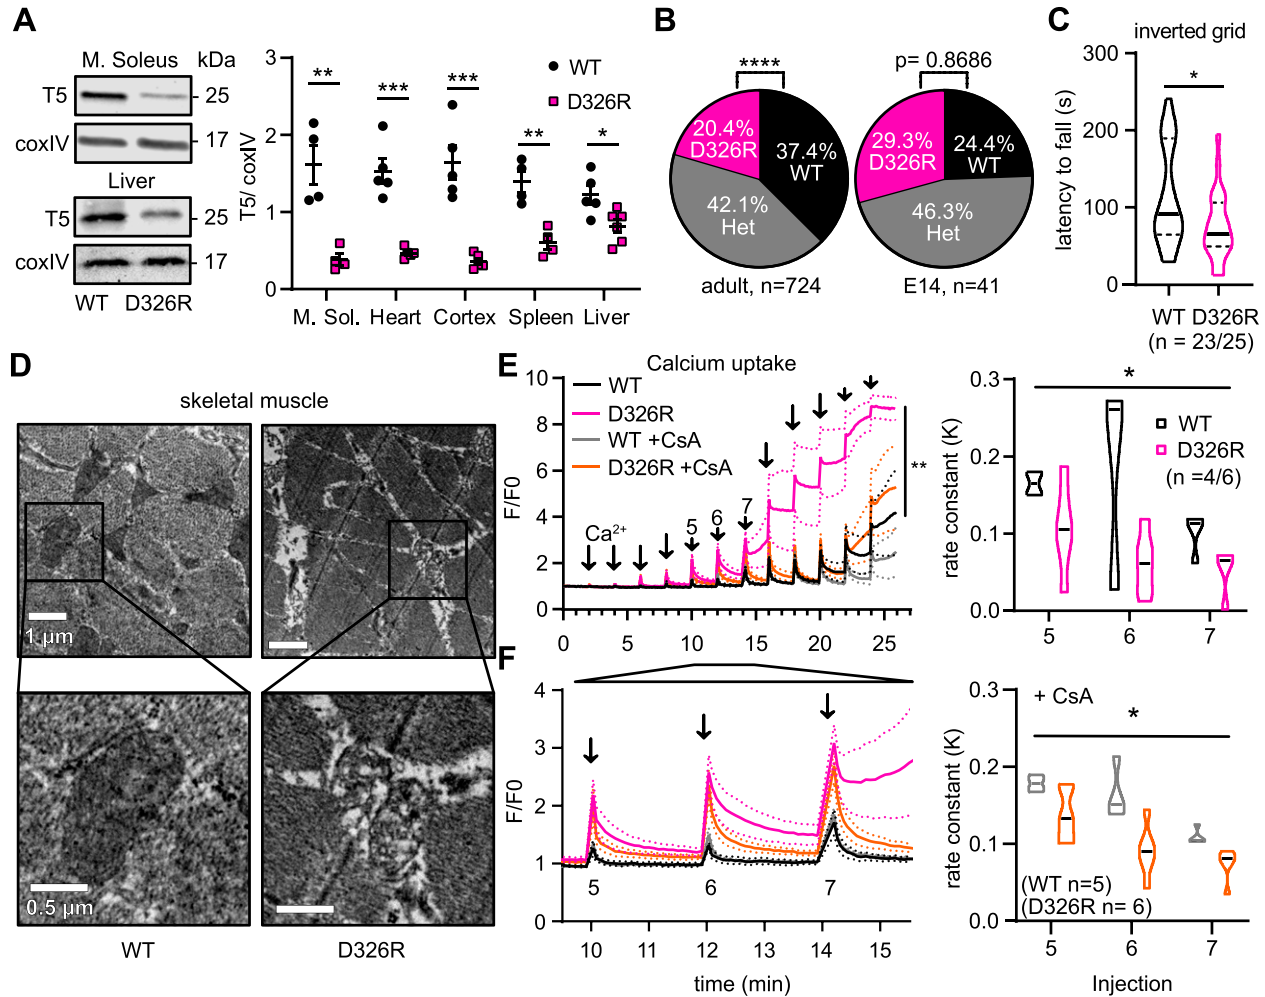 A
M. Soleus kDa
T5 25
coxIV 17
Liver
T5 25
coxIV 17
WT D326R
T5/ coxIV
3
2
1
0
** *** *** ** *
WT
D326R
M. Sol. Heart Cortex Spleen Liver
B
****
20.4%
D326R
37.4%
WT
42.1%
Het
adult, n=724
p= 0.8686
29.3%
D326R
24.4%
WT
46.3%
Het
E14, n=41
C
inverted grid
latency to fall (s)
300
200
100
0
*
WT D326R
(n = 23/25)
D
skeletal muscle
1 µm
0.5 µm
WT
D326R
E
Calcium uptake
F/F0
10
8
6
4
2
0
WT
D326R
WT +CsA
D326R +CsA
Ca2+
5 6 7
**
0 5 10 15 20 25
rate constant (K)
0.3
0.2
0.1
0.0
*
WT
D326R
(n =4/6)
5 6 7
F
F/F0
4
3
2
1
0
5 6 7
10 11 12 13 14 15
time (min)
rate constant (K)
0.3
0.2
0.1
0.0
+ CsA
*
(WT n=5)
(D326R n= 6)
5 6 7
Injection